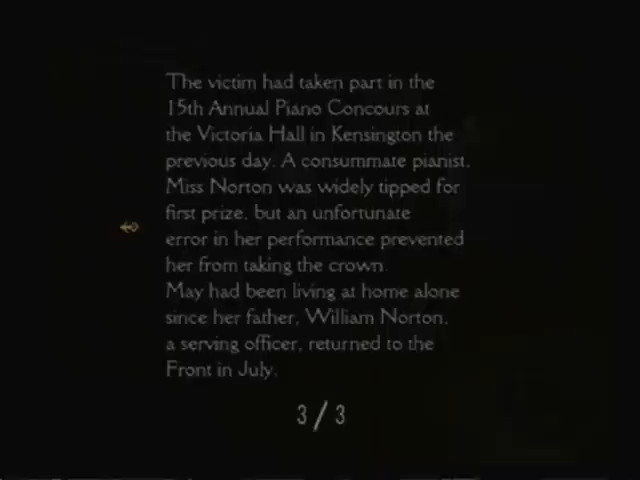 The victim had taken part in the
15th Annual Piano Concours at
the Victoria Hall in Kensington the
previous day. A consummate pianist,
Miss Norton was widely tipped for
first prize, but an unfortunate
error in her performance prevented
her from taking the crown.
May had been living at home alone
since her father, William Norton,
a serving officer, returned to the
Front in July.
3/3